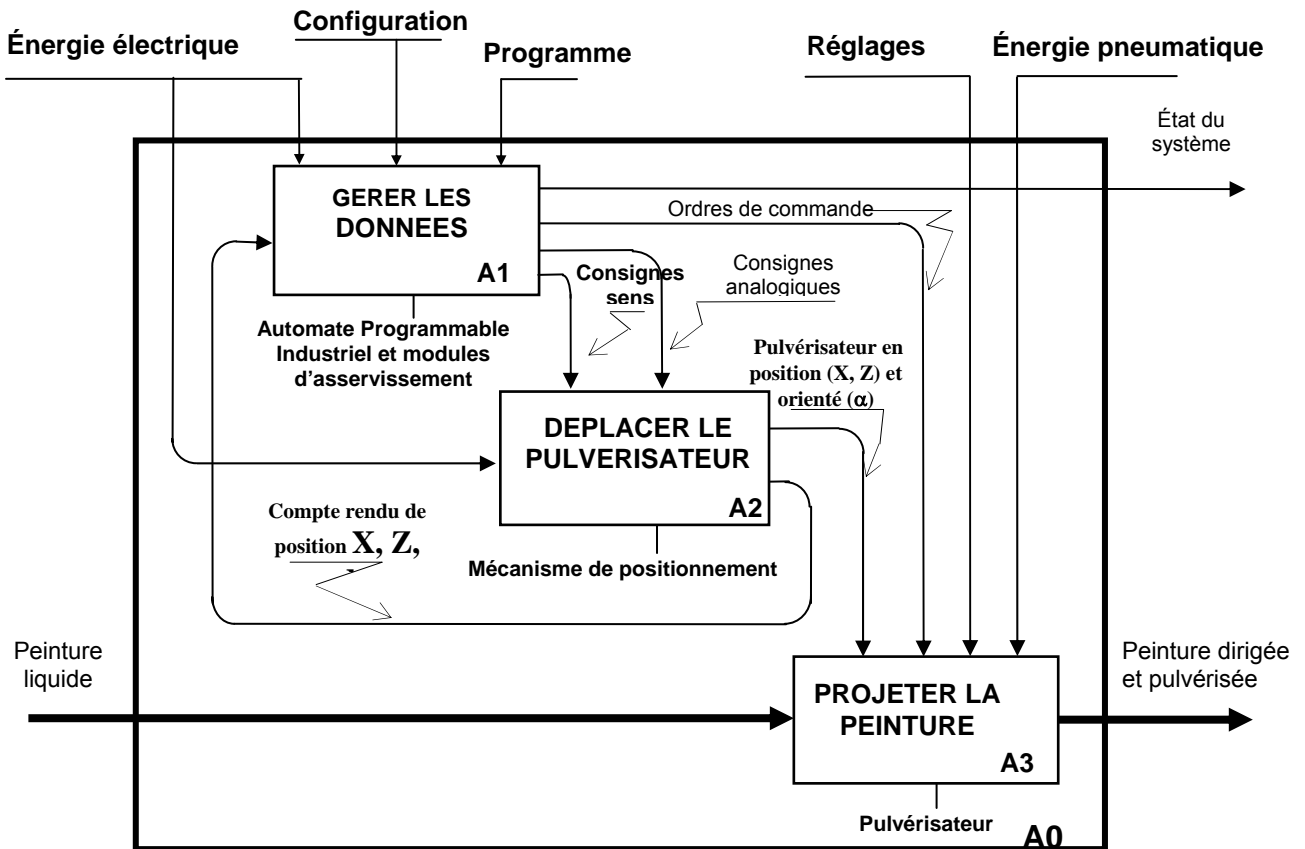 Configuration
Énergie électrique
Programme
Réglages
Énergie pneumatique
État du
système
GERER LES
DONNEES
A1
Ordres de commande
Consignes
sens
Consignes
analogiques
Automate Programmable
Industriel et modules
d'asservissement
Pulvérisateur en
position (X, Z) et
orienté (α)
DEPLACER LE
PULVERISATEUR
A2
Compte rendu de
position X, Z,
Mécanisme de positionnement
Peinture
liquide
Peinture dirigée
et pulvérisée
PROJETER LA
PEINTURE
A3
Pulvérisateur
A0